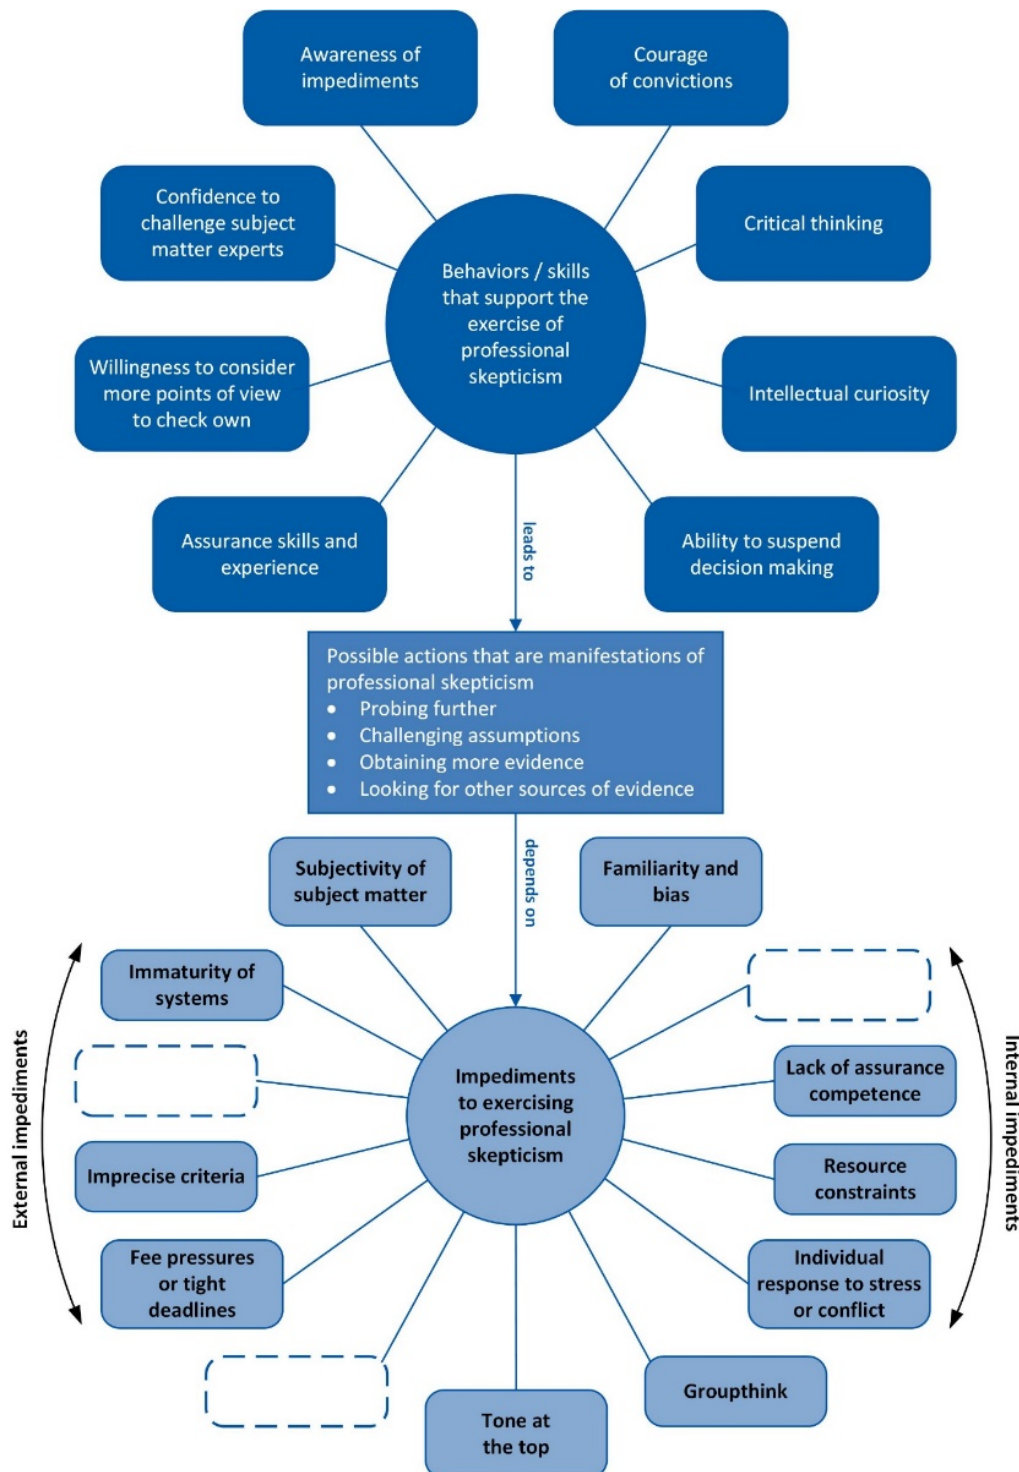 Awareness of
impediments
Courage
of convictions
Confidence to
challenge subject
matter experts
Critical thinking
Behaviors / skills
that support the
exercise of
professional
skepticism
Willingness to consider
more points of view
to check own
Intellectual curiosity
Assurance skills and
experience
Ability to suspend
decision making
leads to
Possible actions that are manifestations of
professional skepticism
• Probing further
• Challenging assumptions
• Obtaining more evidence
• Looking for other sources of evidence
depends on
Subjectivity of
subject matter
Familiarity and
bias
Immaturity of
systems
External impediments
Internal impediments
Impediments
to exercising
professional
skepticism
Lack of assurance
competence
Imprecise criteria
Resource
constraints
Fee pressures
or tight
deadlines
Individual
response to stress
or conflict
Groupthink
Tone at
the top